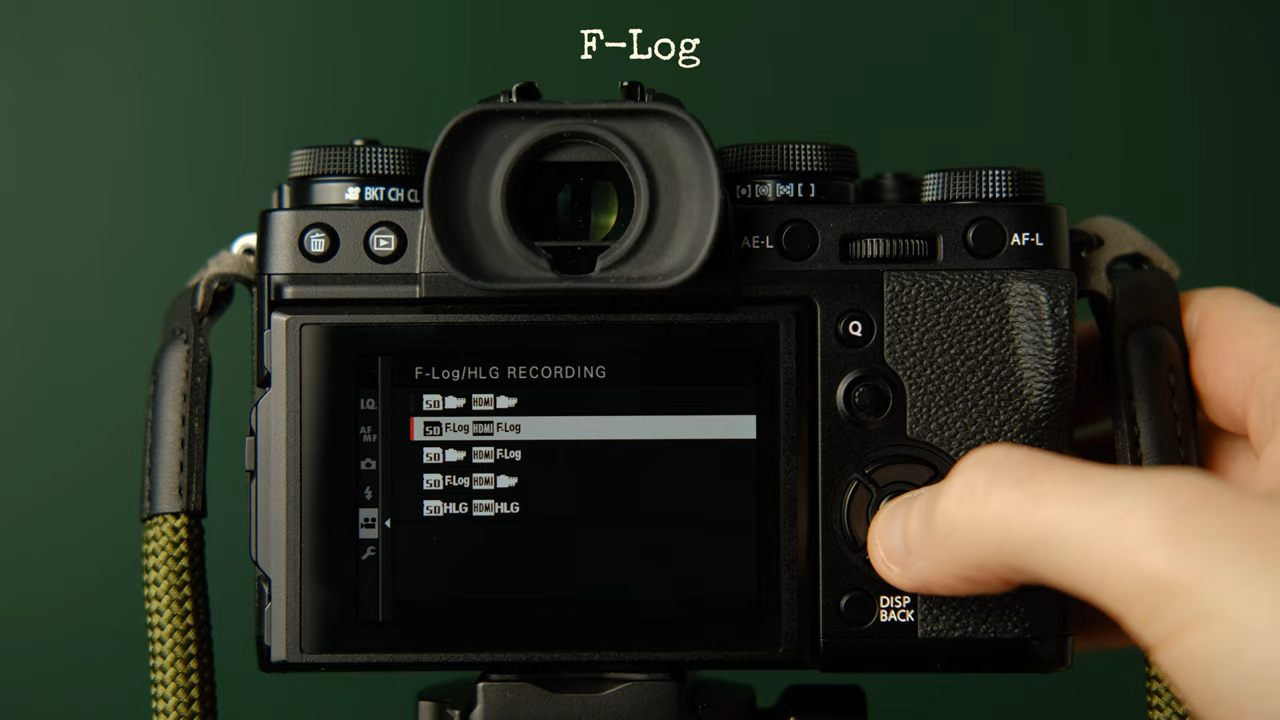 F-Log
BKT CH CL
AE-L
AF-L
Q
F-Log/HLG RECORDING
I.Q.
AF
MF
SD HDMI
SD F-Log HDMI F-Log
SD HDMI F-Log
SD F-Log HDMI
SD HLG HDMI HLG
DISP
BACK